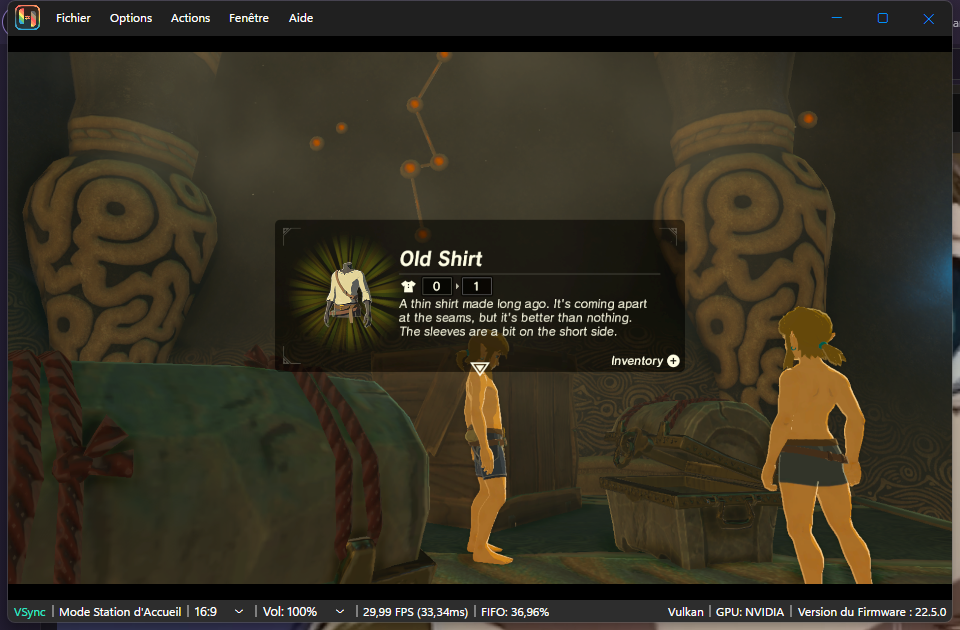 Fichier Options Actions Fenêtre Aide
Old Shirt
0 1
A thin shirt made long ago. It's coming apart
at the seams, but it's better than nothing.
The sleeves are a bit on the short side.
Inventory +
VSync | Mode Station d'Accueil | 16:9 | Vol: 100% | 29,99 FPS (33,34ms) | FIFO: 36,96% Vulkan | GPU: NVIDIA | Version du Firmware : 22.5.0